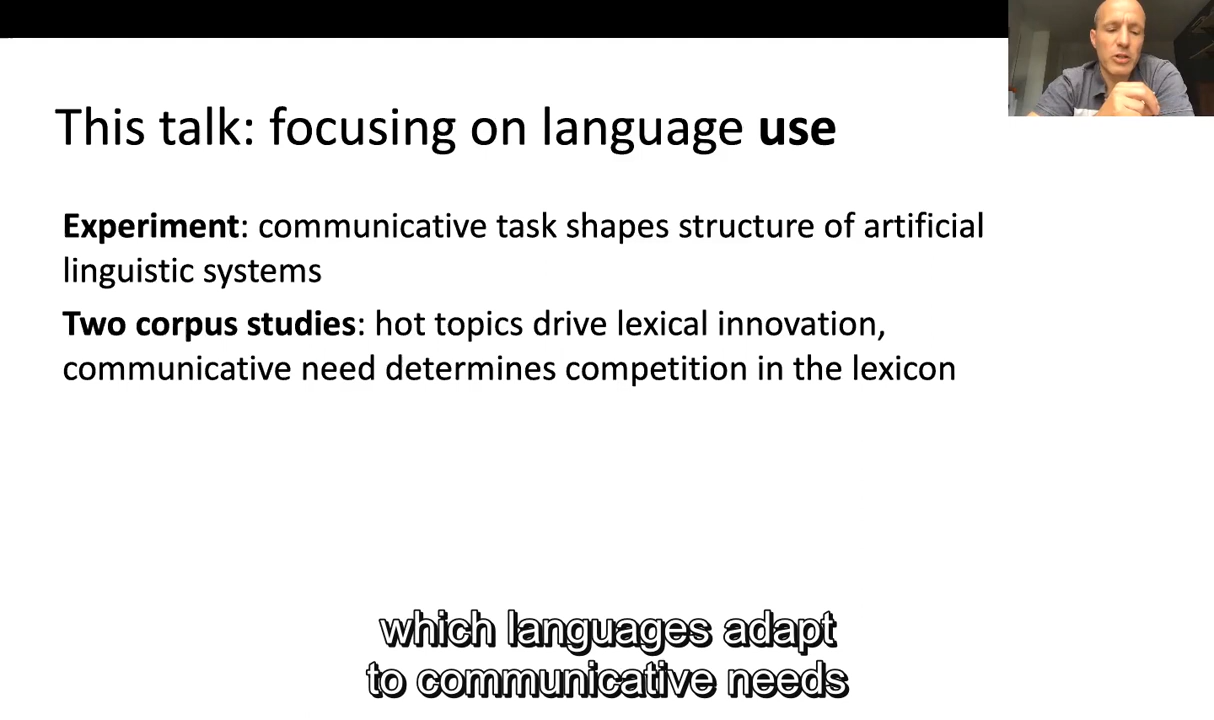 This talk: focusing on language use
Experiment: communicative task shapes structure of artificial
linguistic systems
Two corpus studies: hot topics drive lexical innovation,
communicative need determines competition in the lexicon
which languages adapt
to communicative needs